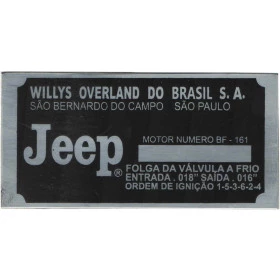 WILLYS OVERLAND DO BRASIL S. A.
SÃO BERNARDO DO CAMPO SÃO PAULO
MOTOR NUMERO BF - 161
Jeep®
FOLGA DA VÁLVULA A FRIO
ENTRADA .018" SAÍDA .016"
ORDEM DE IGNIÇÃO 1-5-3-6-2-4